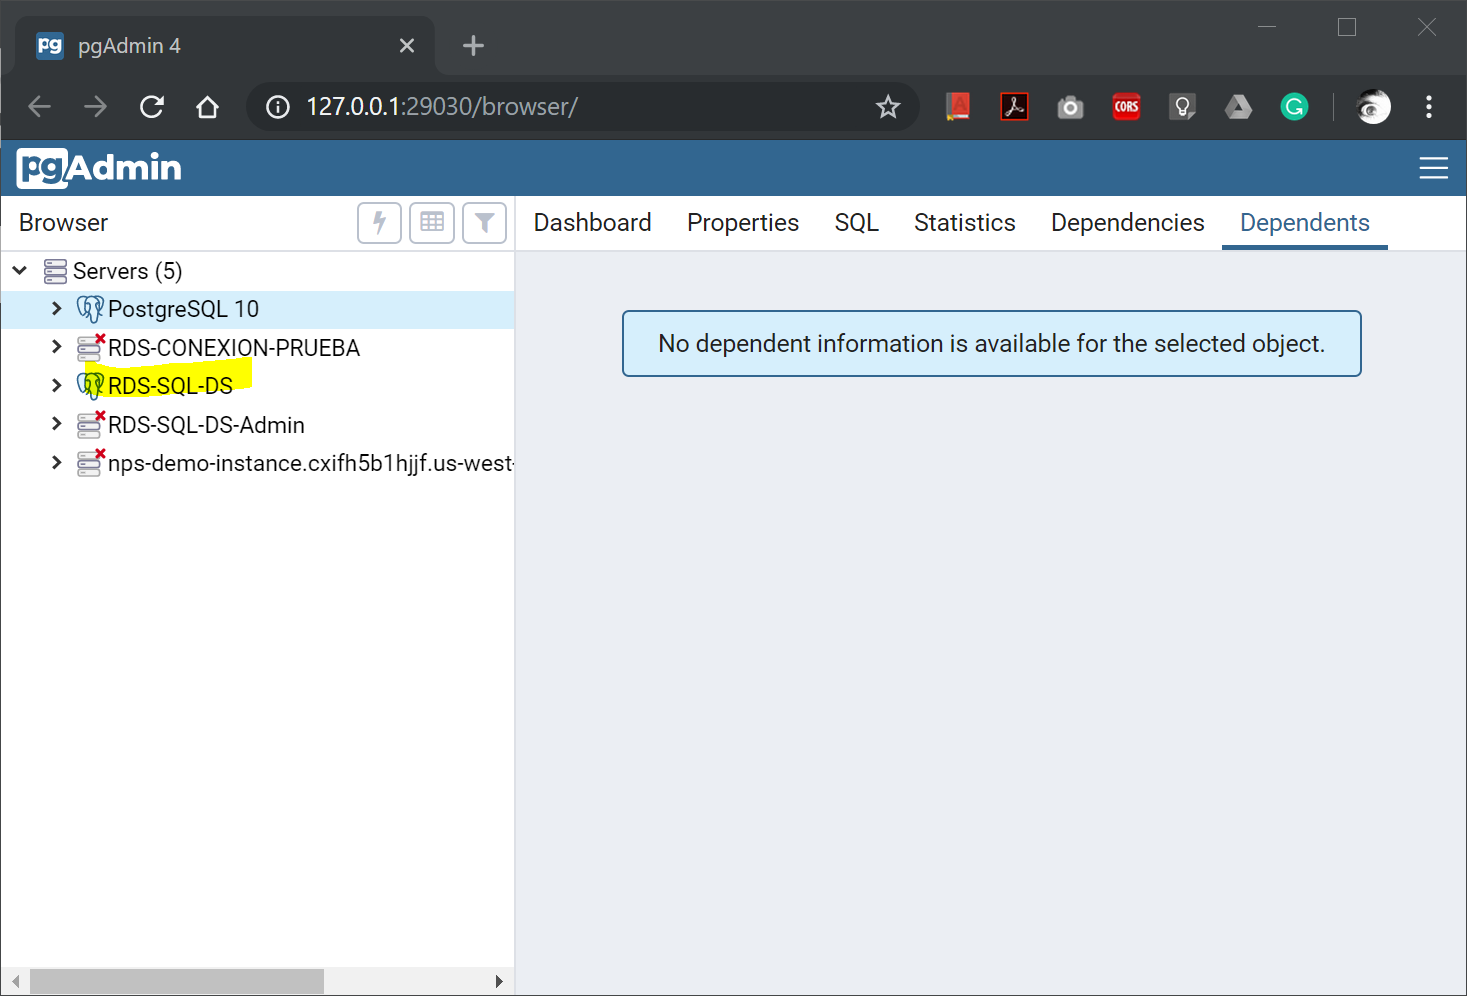 pg pgAdmin 4
127.0.0.1:29030/browser/
A CORS G
pgAdmin
Browser
Dashboard Properties SQL Statistics Dependencies Dependents
Servers (5)
PostgreSQL 10
RDS-CONEXION-PRUEBA
RDS-SQL-DS
RDS-SQL-DS-Admin
nps-demo-instance.cxifh5b1hjjf.us-west-
No dependent information is available for the selected object.